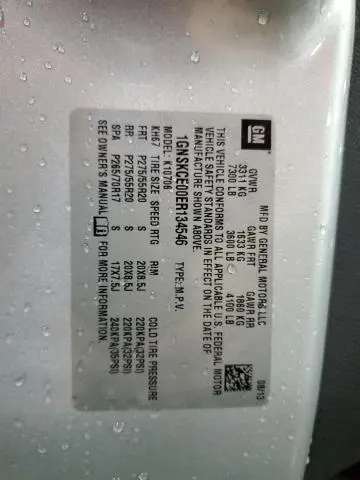 GM
MFD BY GENERAL MOTORS LLC
08/13
GVWR GAWR FRT GAWR RR
3311 KG 1633 KG 1860 KG
7300 LB 3600 LB 4100 LB
THIS VEHICLE CONFORMS TO ALL APPLICABLE U.S. FEDERAL MOTOR
VEHICLE SAFETY STANDARDS IN EFFECT ON THE DATE OF
MANUFACTURE SHOWN ABOVE.
1GNSKCE00ER134546 TYPE: M.P.V.
MODEL: K10706
KH67 TIRE SIZE SPEED RTG RIM COLD TIRE PRESSURE
FRT P275/55R20 S 20X8.5J 220KPA(32PSI)
RR P275/55R20 S 20X8.5J 220KPA(32PSI)
SPA P265/70R17 S 17X7.5J 240KPA(35PSI)
SEE OWNER'S MANUAL FOR MORE INFORMATION